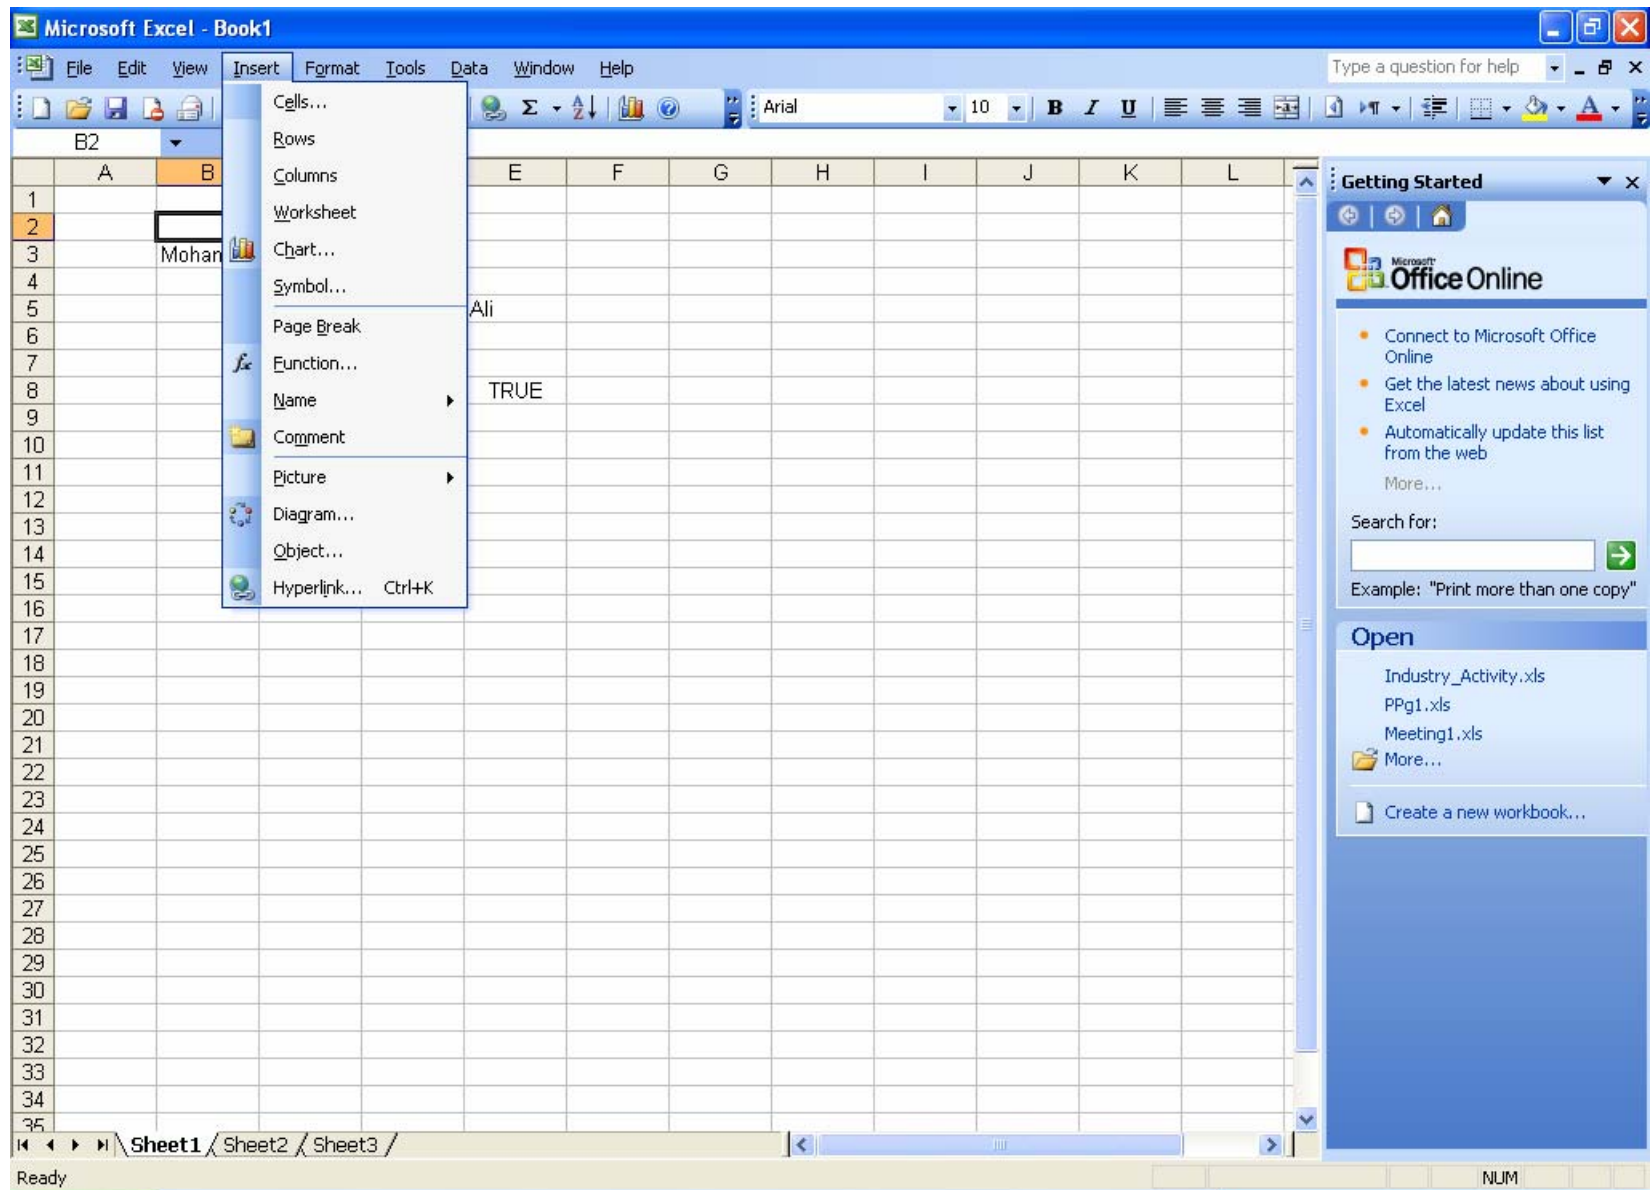 Microsoft Excel - Book1
File Edit View Insert Format Tools Data Window Help Type a question for help
Arial 10 B I U A
B2
A B E F G H I J K L
1
2
3 Mohan
4
5 Ali
6
7
8 TRUE
9
10
11
12
13
14
15
16
17
18
19
20
21
22
23
24
25
26
27
28
29
30
31
32
33
34
35
Cells...
Rows
Columns
Worksheet
Chart...
Symbol...
Page Break
Function...
Name
Comment
Picture
Diagram...
Object...
Hyperlink... Ctrl+K
Getting Started
Microsoft
Office Online
Connect to Microsoft Office
Online
Get the latest news about using
Excel
Automatically update this list
from the web
More...
Search for:
Example: "Print more than one copy"
Open
Industry_Activity.xls
PPg1.xls
Meeting1.xls
More...
Create a new workbook...
Sheet1 Sheet2 Sheet3
Ready NUM